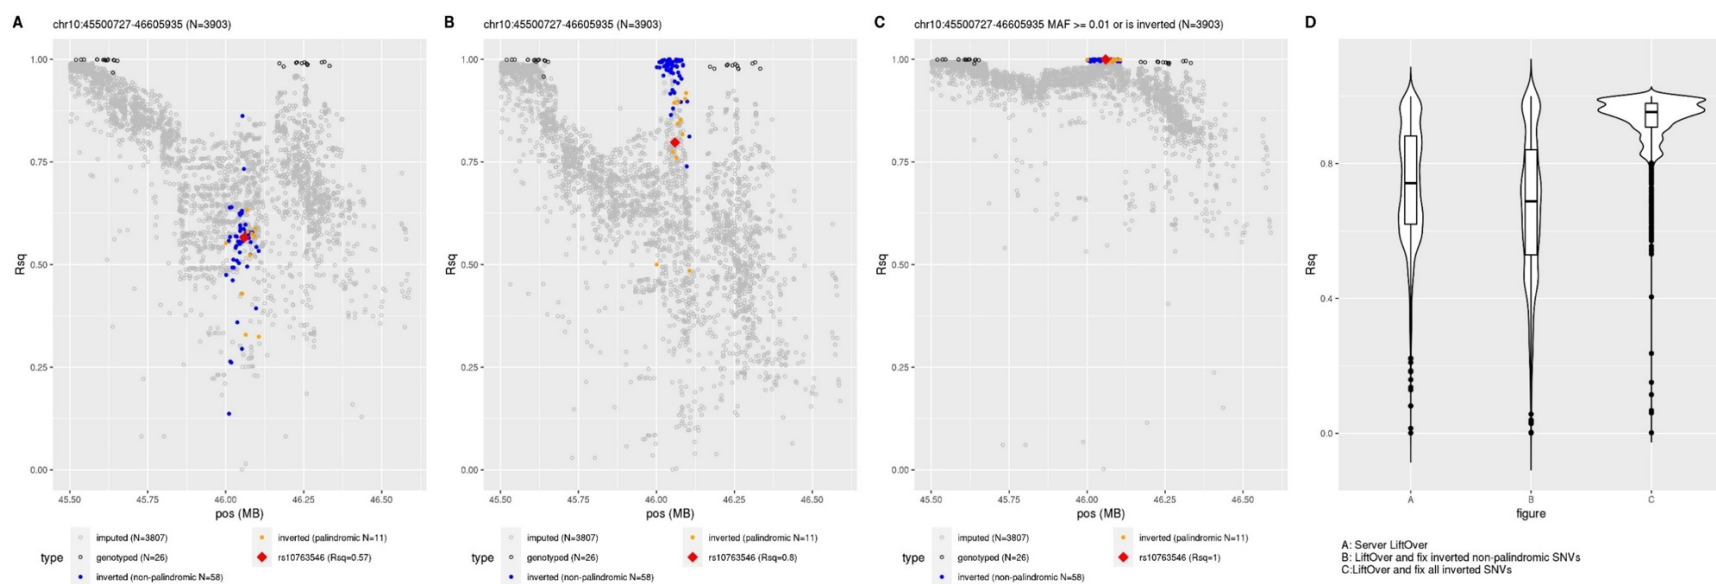 A
chr10:45500727-46605935 (N=3903)
1.00
0.75
0.50
0.25
0.00
Rsq
45.50
45.75
46.00
46.25
46.50
pos (MB)
type
imputed (N=3807)
genotyped (N=26)
inverted (non-palindromic N=58)
inverted (palindromic N=11)
rs10763546 (Rsq=0.57)
B
chr10:45500727-46605935 (N=3903)
1.00
0.75
0.50
0.25
0.00
Rsq
45.50
45.75
46.00
46.25
46.50
pos (MB)
type
imputed (N=3807)
genotyped (N=26)
inverted (non-palindromic N=58)
inverted (palindromic N=11)
rs10763546 (Rsq=0.8)
C
chr10:45500727-46605935 MAF >= 0.01 or is inverted (N=3903)
1.00
0.75
0.50
0.25
0.00
Rsq
45.50
45.75
46.00
46.25
46.50
pos (MB)
type
imputed (N=3807)
genotyped (N=26)
inverted (non-palindromic N=58)
inverted (palindromic N=11)
rs10763546 (Rsq=1)
D
0.8
0.4
0.0
Rsq
A
B
C
figure
A: Server LiftOver
B: LiftOver and fix inverted non-palindromic SNVs
C:LiftOver and fix all inverted SNVs